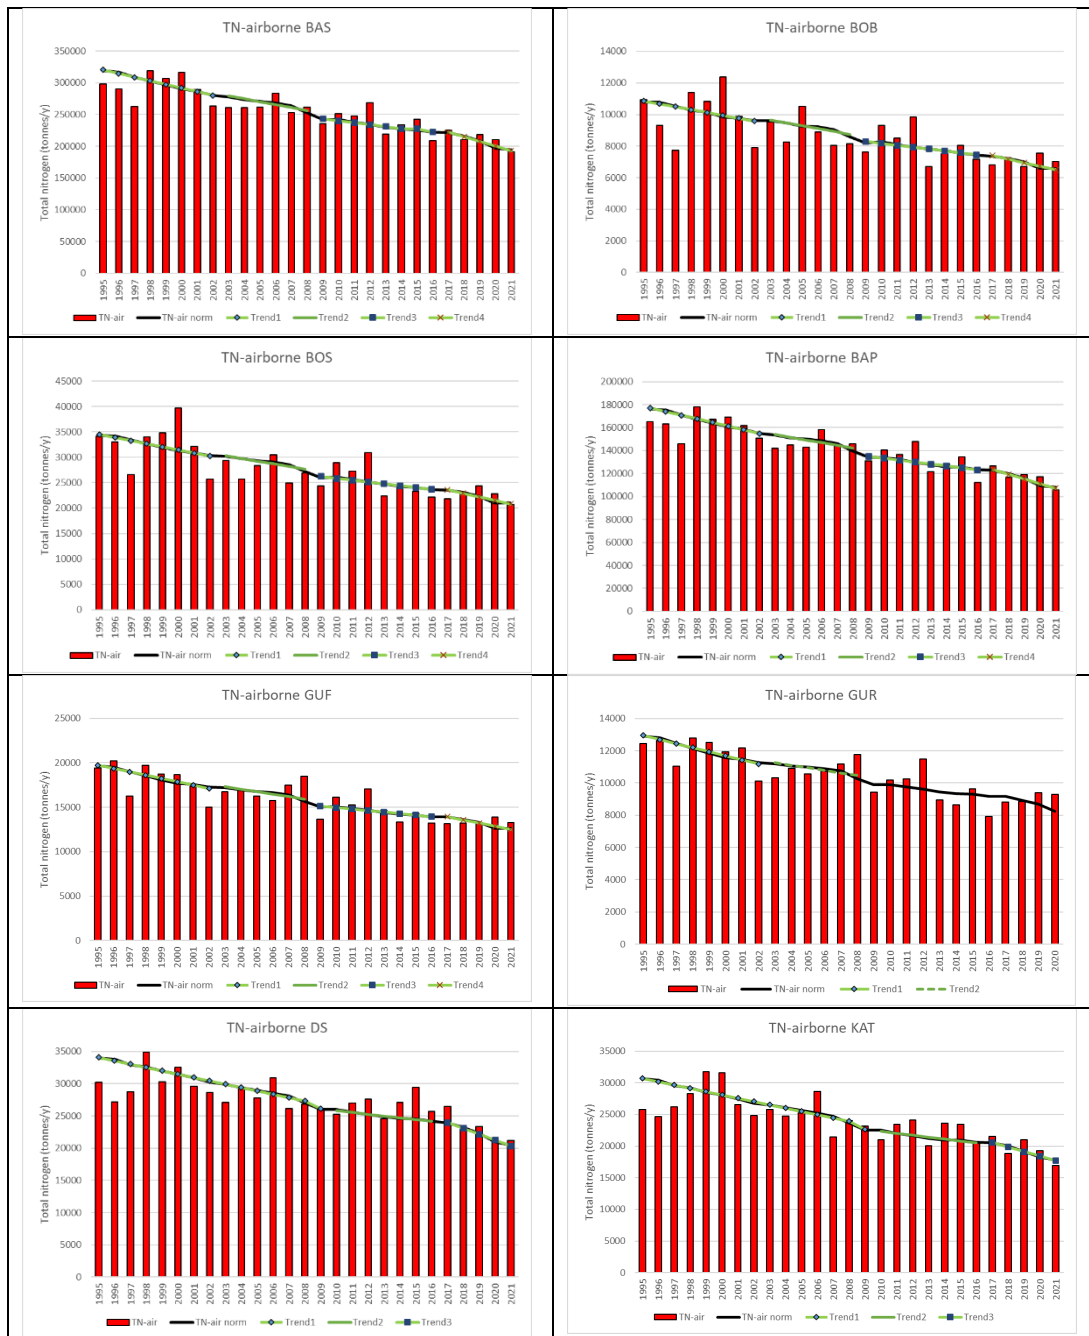 TN-airborne BAS
Total nitrogen (tonnes/y)
350000
300000
250000
200000
150000
100000
50000
0
1995 1996 1997 1998 1999 2000 2001 2002 2003 2004 2005 2006 2007 2008 2009 2010 2011 2012 2013 2014 2015 2016 2017 2018 2019 2020 2021
TN-air TN-air norm Trend1 Trend2 Trend3 Trend4
TN-airborne BOB
Total nitrogen (tonnes/y)
14000
12000
10000
8000
6000
4000
2000
0
1995 1996 1997 1998 1999 2000 2001 2002 2003 2004 2005 2006 2007 2008 2009 2010 2011 2012 2013 2014 2015 2016 2017 2018 2019 2020 2021
TN-air TN-air norm Trend1 Trend2 Trend3 Trend4
TN-airborne BOS
Total nitrogen (tonnes/y)
45000
40000
35000
30000
25000
20000
15000
10000
5000
0
1995 1996 1997 1998 1999 2000 2001 2002 2003 2004 2005 2006 2007 2008 2009 2010 2011 2012 2013 2014 2015 2016 2017 2018 2019 2020 2021
TN-air TN-air norm Trend1 Trend2 Trend3 Trend4
TN-airborne BAP
Total nitrogen (tonnes/y)
200000
180000
160000
140000
120000
100000
80000
60000
40000
20000
0
1995 1996 1997 1998 1999 2000 2001 2002 2003 2004 2005 2006 2007 2008 2009 2010 2011 2012 2013 2014 2015 2016 2017 2018 2019 2020 2021
TN-air TN-air norm Trend1 Trend2 Trend3 Trend4
TN-airborne GUF
Total nitrogen (tonnes/y)
25000
20000
15000
10000
5000
0
1995 1996 1997 1998 1999 2000 2001 2002 2003 2004 2005 2006 2007 2008 2009 2010 2011 2012 2013 2014 2015 2016 2017 2018 2019 2020 2021
TN-air TN-air norm Trend1 Trend2 Trend3 Trend4
TN-airborne GUR
Total nitrogen (tonnes/y)
14000
12000
10000
8000
6000
4000
2000
0
1995 1996 1997 1998 1999 2000 2001 2002 2003 2004 2005 2006 2007 2008 2009 2010 2011 2012 2013 2014 2015 2016 2017 2018 2019 2020
TN-air TN-air norm Trend1 Trend2
TN-airborne DS
Total nitrogen (tonnes/y)
35000
30000
25000
20000
15000
10000
5000
0
1995 1996 1997 1998 1999 2000 2001 2002 2003 2004 2005 2006 2007 2008 2009 2010 2011 2012 2013 2014 2015 2016 2017 2018 2019 2020 2021
TN-air TN-air norm Trend1 Trend2 Trend3
TN-airborne KAT
Total nitrogen (tonnes/y)
35000
30000
25000
20000
15000
10000
5000
0
1995 1996 1997 1998 1999 2000 2001 2002 2003 2004 2005 2006 2007 2008 2009 2010 2011 2012 2013 2014 2015 2016 2017 2018 2019 2020 2021
TN-air TN-air norm Trend1 Trend2 Trend3